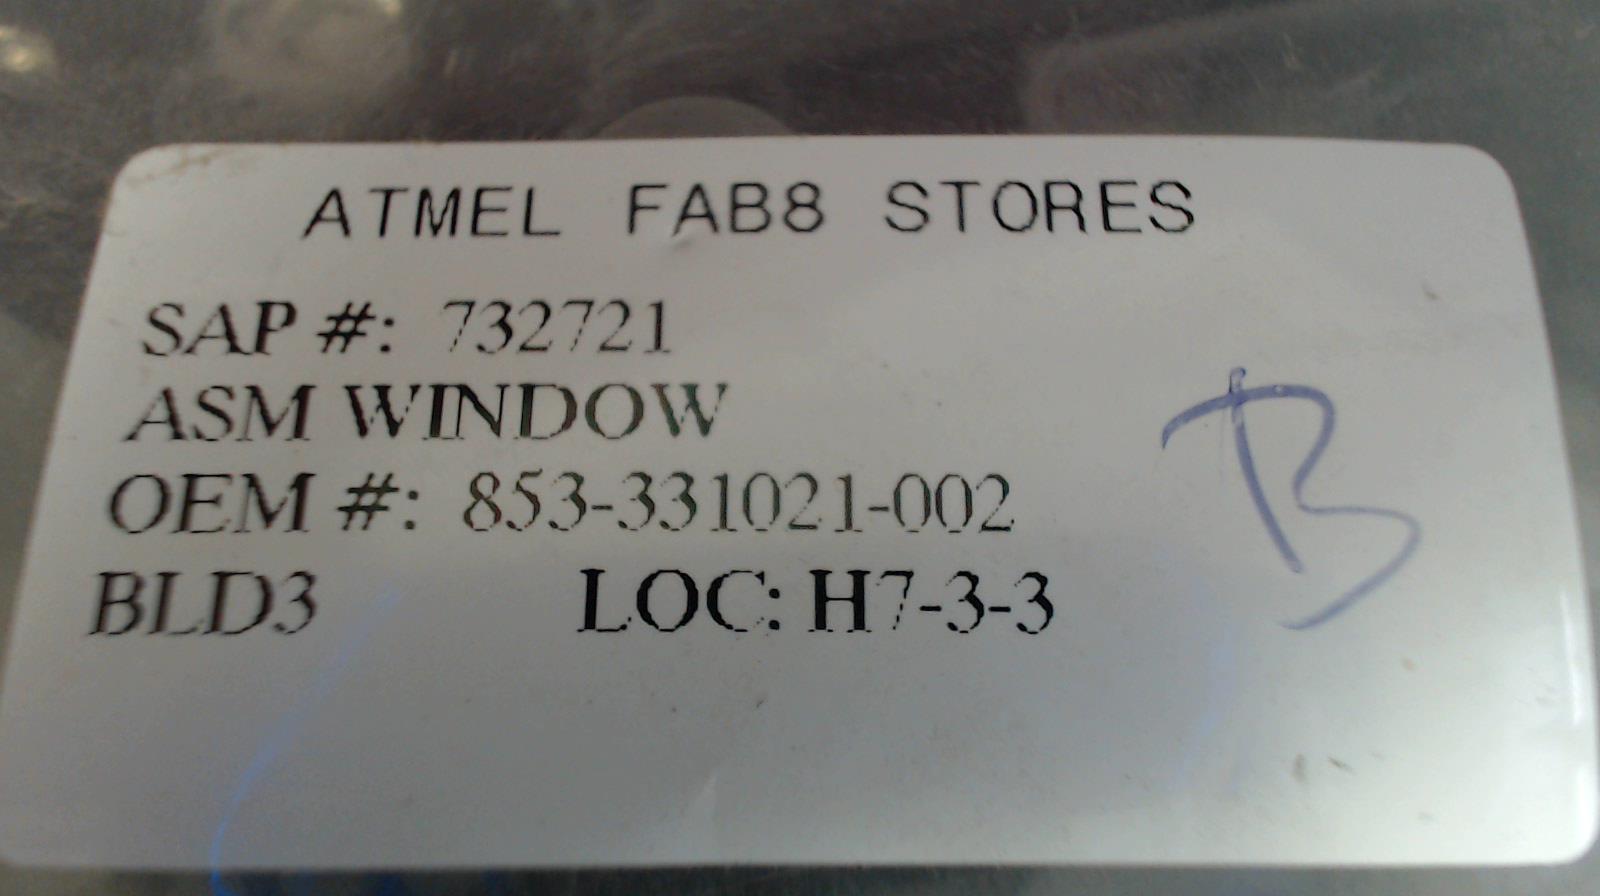 ATMEL FAB8 STORES
SAP #: 732721
ASM WINDOW
OEM #: 853-331021-002
B
BLD3 LOC: H7-3-3